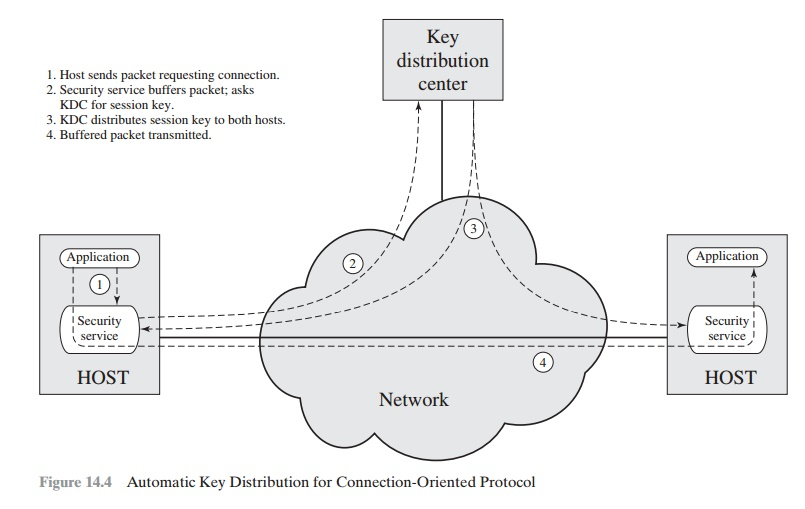 Key
distribution
center
1. Host sends packet requesting connection.
2. Security service buffers packet; asks
KDC for session key.
3. KDC distributes session key to both hosts.
4. Buffered packet transmitted.
3
2
Application
1
Security
service
HOST
Application
Security
service
HOST
4
Network
Figure 14.4 Automatic Key Distribution for Connection-Oriented Protocol